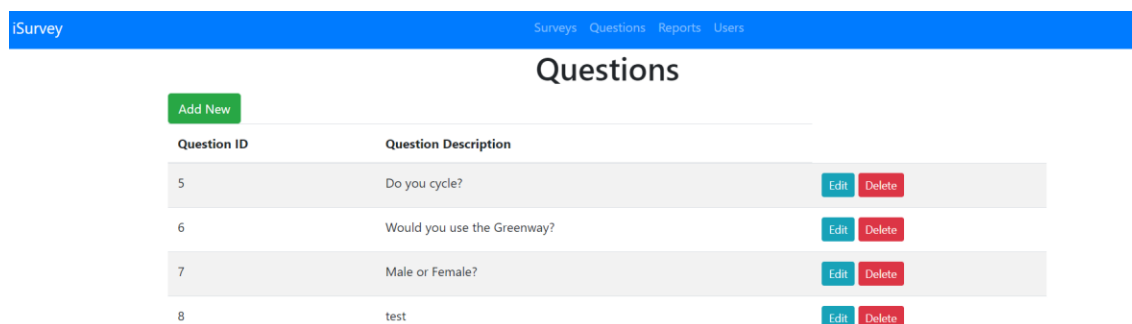 iSurvey Surveys Questions Reports Users
Questions
Add New
Question ID Question Description
5 Do you cycle? Edit Delete
6 Would you use the Greenway? Edit Delete
7 Male or Female? Edit Delete
8 test Edit Delete